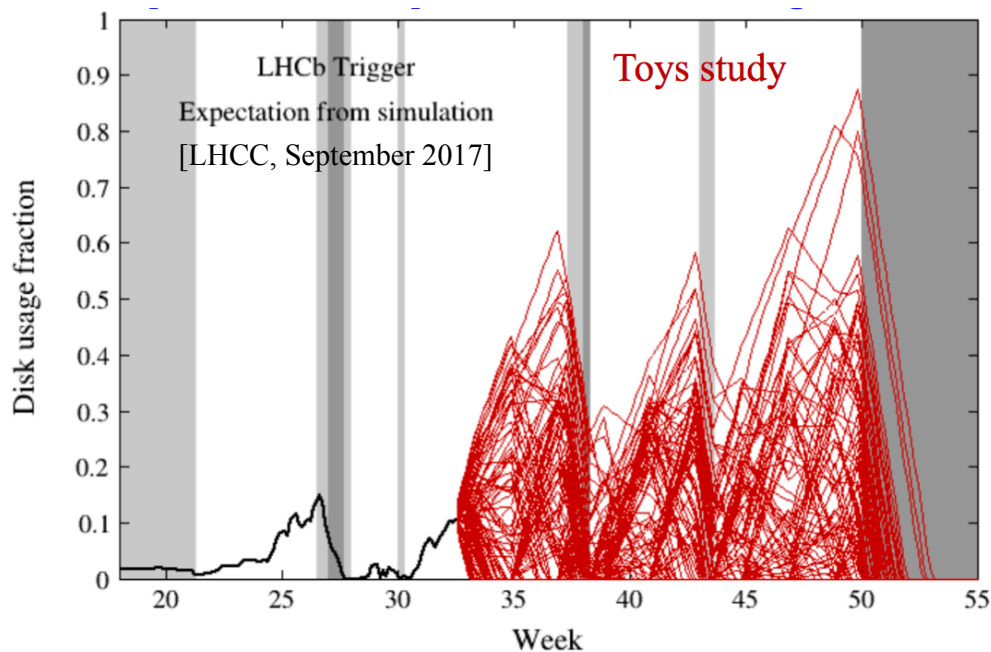 1
0.9
0.8
0.7
0.6
0.5
0.4
0.3
0.2
0.1
0
Disk usage fraction
LHCb Trigger
Expectation from simulation
[LHCC, September 2017]
Toys study
20 25 30 35 40 45 50 55
Week